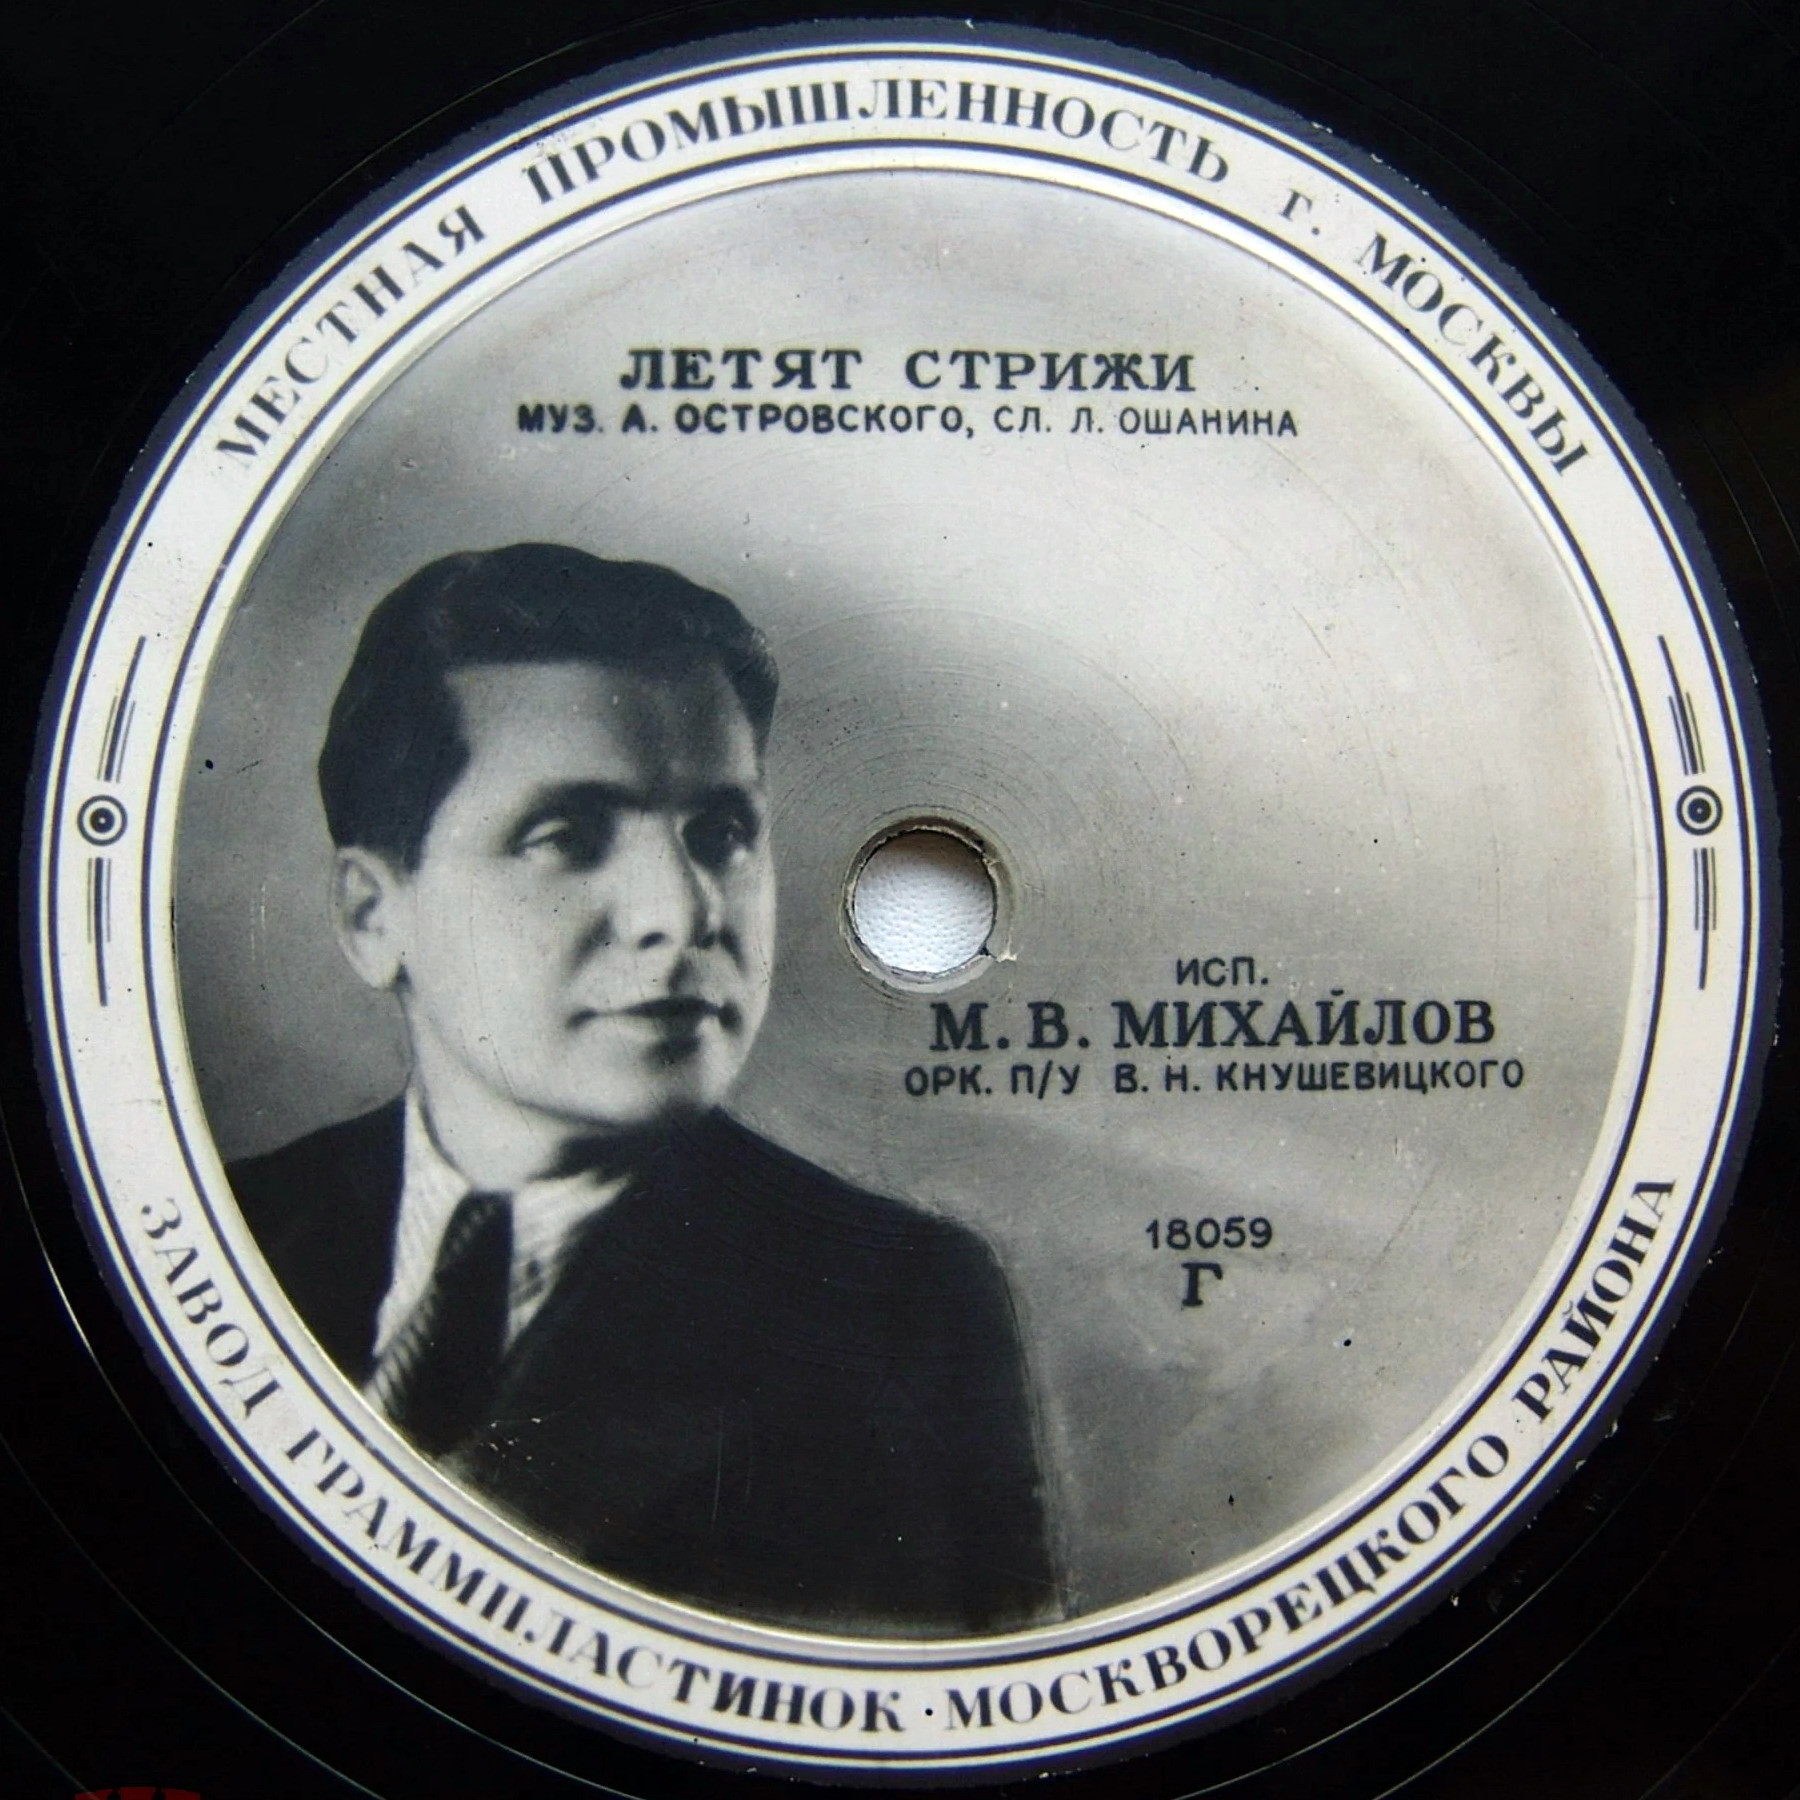 МЕСТНАЯ ПРОМЫШЛЕННОСТЬ Г. МОСКВЫ
ЛЕТЯТ СТРИЖИ
МУЗ. А. ОСТРОВСКОГО, СЛ. Л. ОШАНИНА
ИСП.
М. В. МИХАЙЛОВ
ОРК. П/У В. Н. КНУШЕВИЦКОГО
18059
Г
ЗАВОД ГРАММПЛАСТИНОК · МОСКВОРЕЦКОГО РАЙОНА